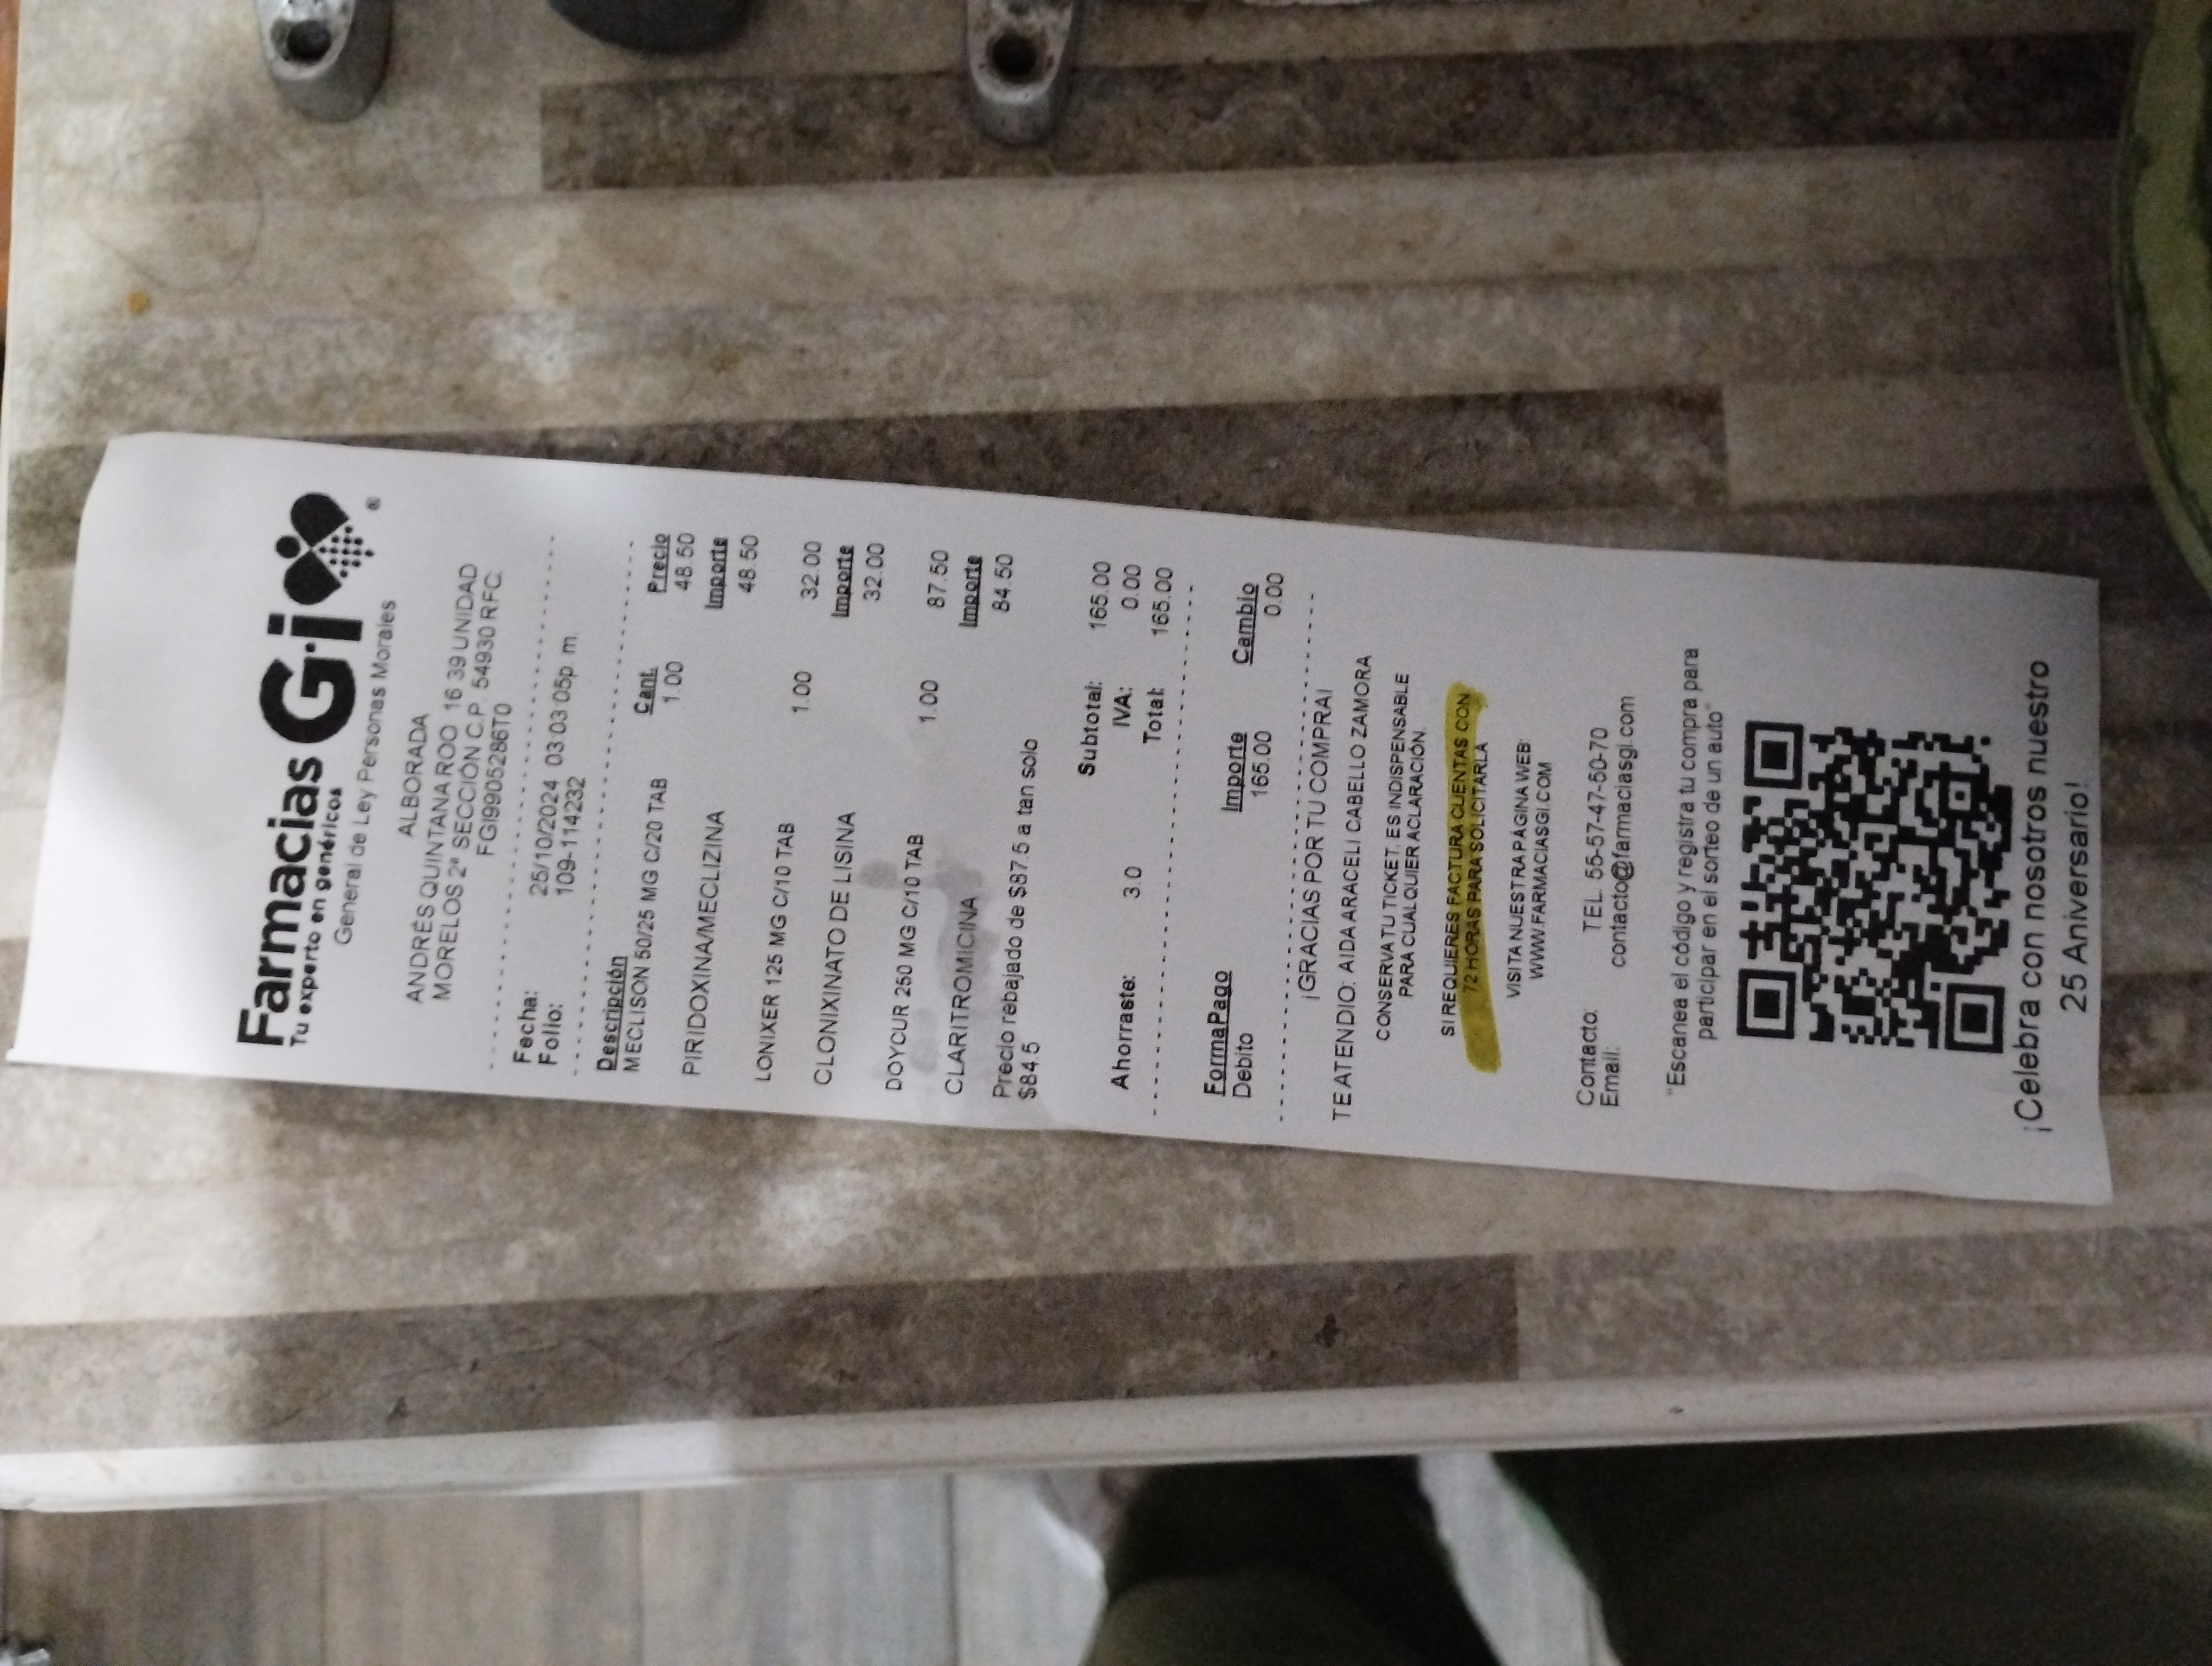 Farmacias Gi
Tu experto en genéricos
®
General de Ley Personas Morales
ALBORADA
ANDRÉS QUINTANA ROO 16 39 UNIDAD
MORELOS 2ª SECCIÓN C.P. 54930 RFC:
FGI9905286T0
Fecha: 25/10/2024 03:03:05p. m.
Folio: 109-114232
Descripción Cant. Precio
MECLISON 50/25 MG C/20 TAB 1.00 48.50
Importe
PIRIDOXINA/MECLIZINA 48.50
LONIXER 125 MG C/10 TAB 1.00 32.00
Importe
CLONIXINATO DE LISINA 32.00
DOYCUR 250 MG C/10 TAB 1.00 87.50
Importe
CLARITROMICINA 84.50
Precio rebajado de $87.5 a tan solo
$84.5
Subtotal: 165.00
Ahorraste: 3.0 IVA: 0.00
Total: 165.00
FormaPago Importe Cambio
Debito 165.00 0.00
¡GRACIAS POR TU COMPRA!
TE ATENDIO: AIDA ARACELI CABELLO ZAMORA
CONSERVA TU TICKET, ES INDISPENSABLE
PARA CUALQUIER ACLARACIÓN.
SI REQUIERES FACTURA CUENTAS CON
72 HORAS PARA SOLICITARLA
VISITA NUESTRA PÁGINA WEB:
WWW.FARMACIASGI.COM
Contacto: TEL. 55-57-47-50-70
Email: contacto@farmaciasgi.com
"Escanea el código y registra tu compra para
participar en el sorteo de un auto"
¡Celebra con nosotros nuestro
25 Aniversario!